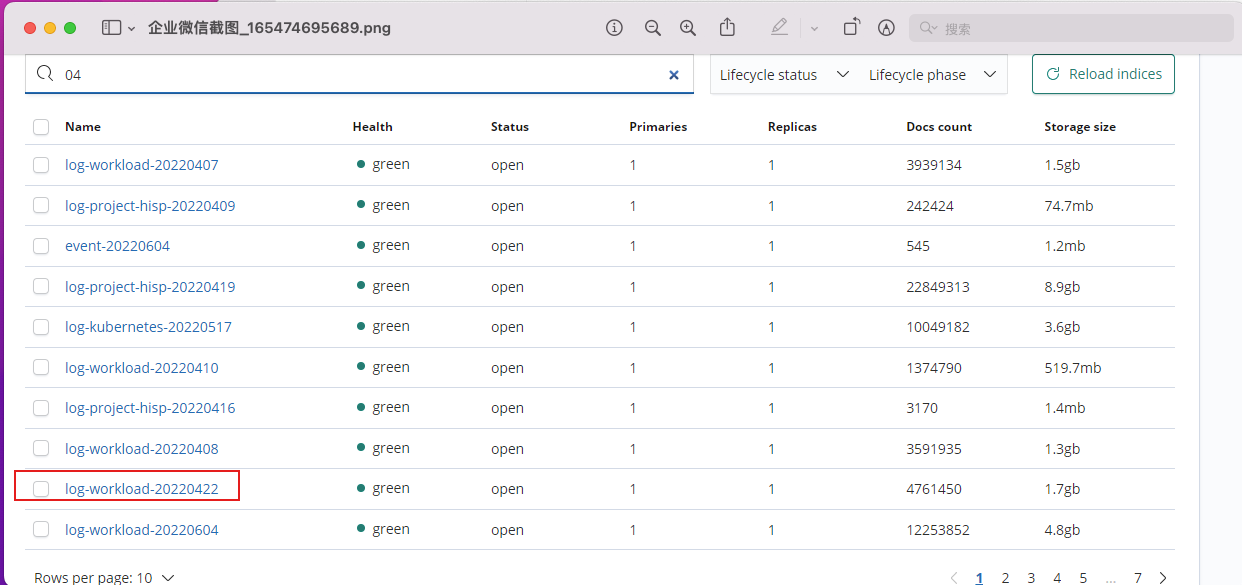 企业微信截图_165474695689.png
搜索
04
Lifecycle status
Lifecycle phase
Reload indices
Name Health Status Primaries Replicas Docs count Storage size
log-workload-20220407 green open 1 1 3939134 1.5gb
log-project-hisp-20220409 green open 1 1 242424 74.7mb
event-20220604 green open 1 1 545 1.2mb
log-project-hisp-20220419 green open 1 1 22849313 8.9gb
log-kubernetes-20220517 green open 1 1 10049182 3.6gb
log-workload-20220410 green open 1 1 1374790 519.7mb
log-project-hisp-20220416 green open 1 1 3170 1.4mb
log-workload-20220408 green open 1 1 3591935 1.3gb
log-workload-20220422 green open 1 1 4761450 1.7gb
log-workload-20220604 green open 1 1 12253852 4.8gb
Rows per page: 10
1 2 3 4 5 ... 7